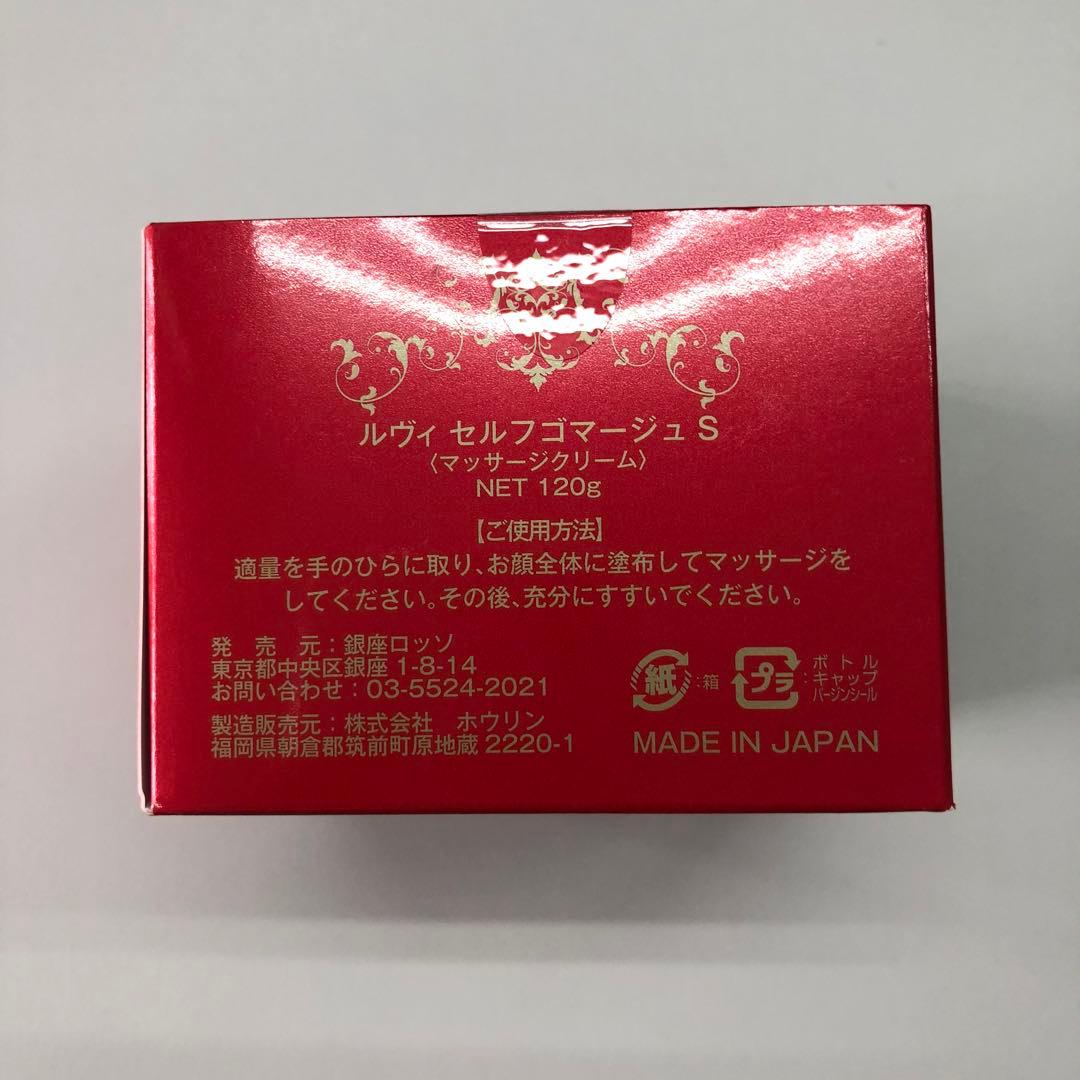 ルヴィ セルフゴマージュ S
〈マッサージクリーム〉
NET 120g
【ご使用方法】
適量を手のひらに取り、お顔全体に塗布してマッサージを
してください。その後、充分にすすいでください。
発売元：銀座ロッソ
東京都中央区銀座 1-8-14
お問い合わせ：03-5524-2021
製造販売元：株式会社 ホウリン
福岡県朝倉郡筑前町原地蔵 2220-1
紙：箱
プラ：ボトル
キャップ
バージンシール
MADE IN JAPAN